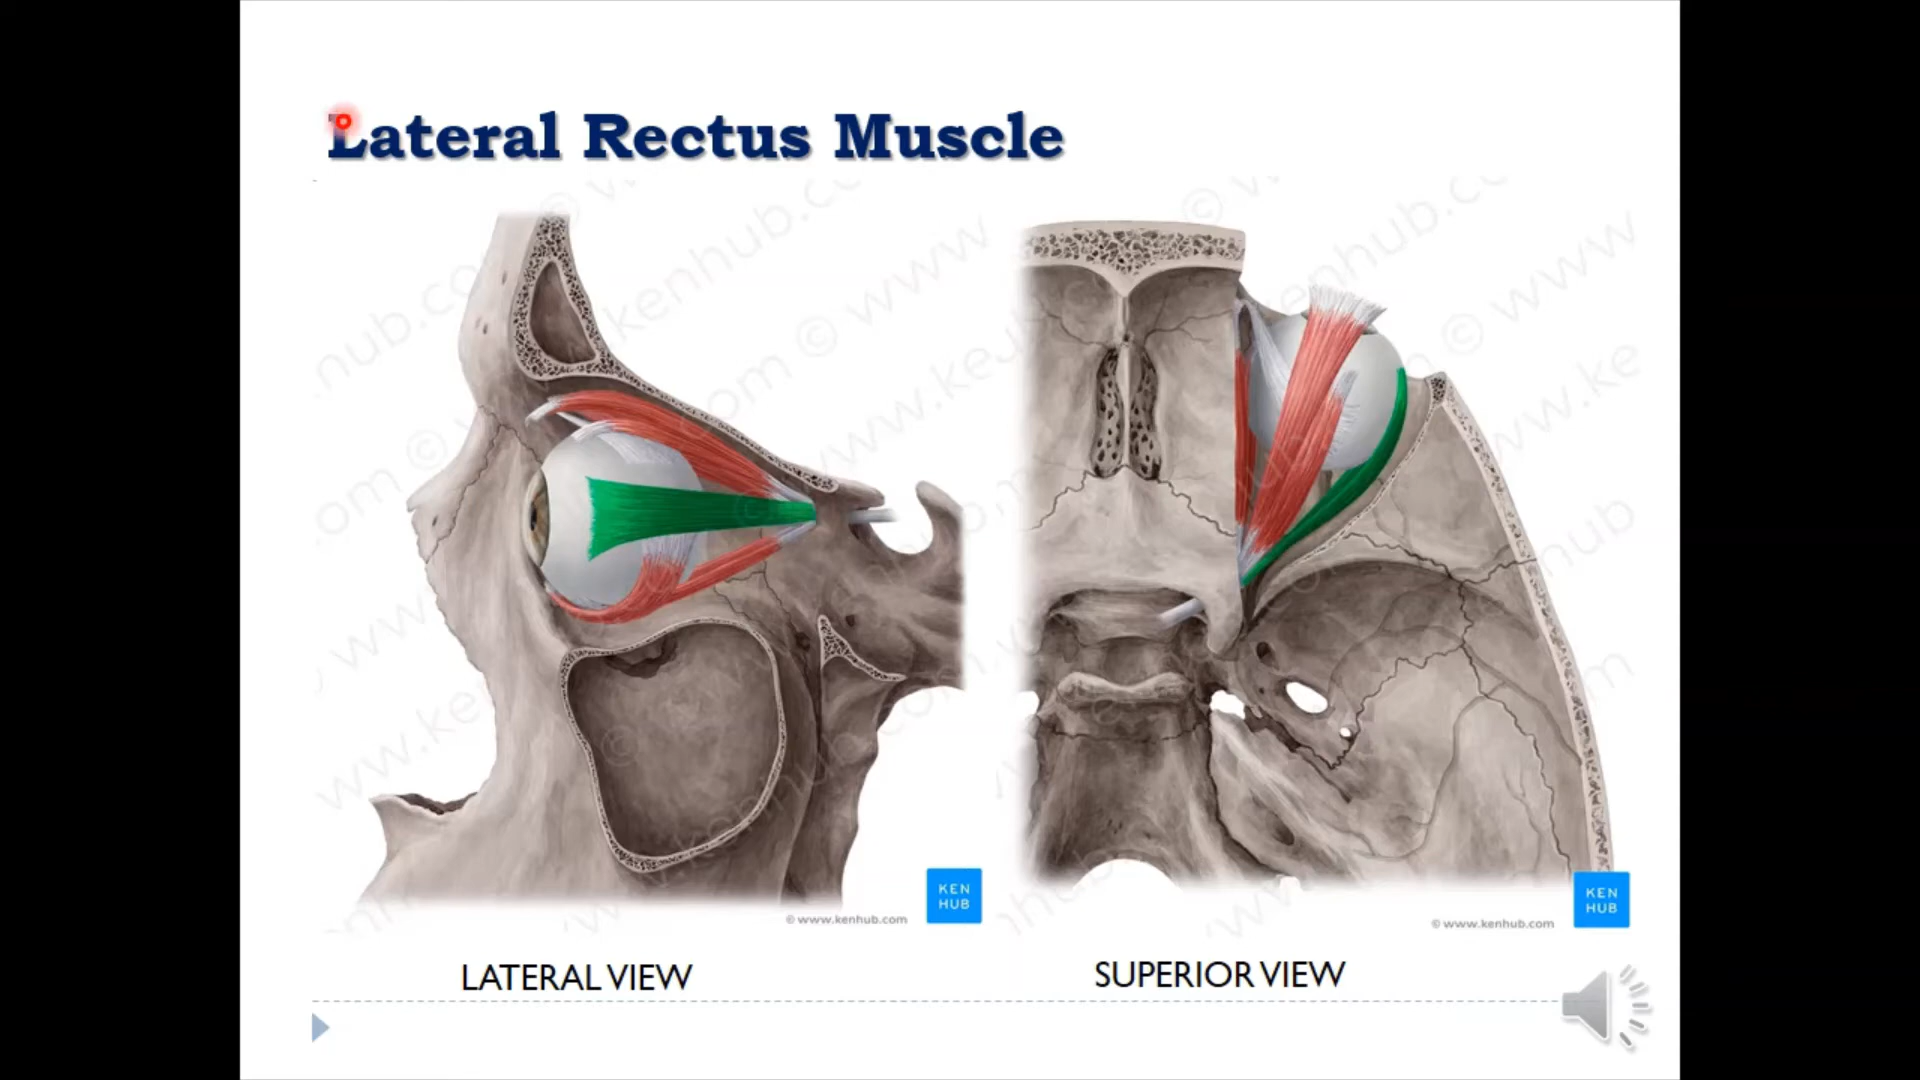 Lateral Rectus Muscle
KEN
HUB
© www.kenhub.com
KEN
HUB
© www.kenhub.com
LATERAL VIEW
SUPERIOR VIEW